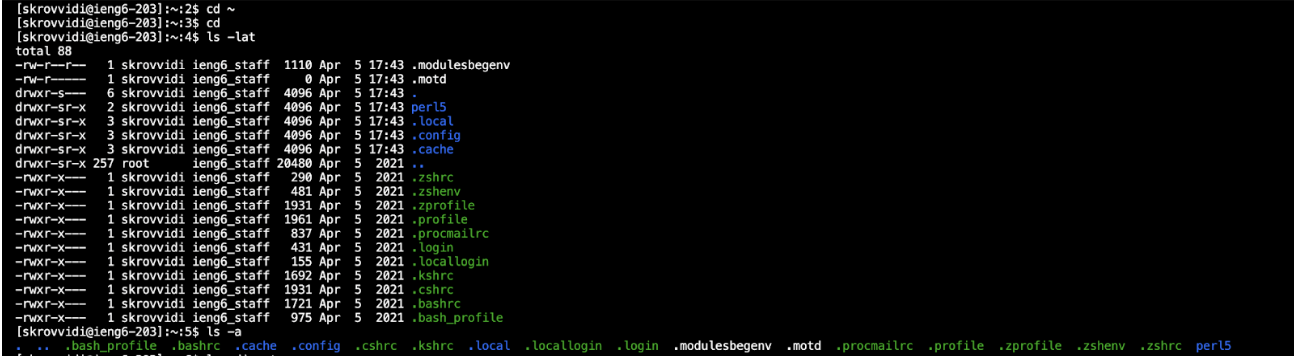 [skrovvidi@ieng6-203]:~:2$ cd ~
[skrovvidi@ieng6-203]:~:3$ cd
[skrovvidi@ieng6-203]:~:4$ ls -lat
total 88
-rw-r--r--   1 skrovvidi ieng6_staff  1110 Apr  5 17:43 .modulesbegenv
-rw-r-----   1 skrovvidi ieng6_staff     0 Apr  5 17:43 .motd
drwxr-s---   6 skrovvidi ieng6_staff  4096 Apr  5 17:43 .
drwxr-sr-x   2 skrovvidi ieng6_staff  4096 Apr  5 17:43 perl5
drwxr-sr-x   3 skrovvidi ieng6_staff  4096 Apr  5 17:43 .local
drwxr-sr-x   3 skrovvidi ieng6_staff  4096 Apr  5 17:43 .config
drwxr-sr-x   3 skrovvidi ieng6_staff  4096 Apr  5 17:43 .cache
drwxr-sr-x 257 root      ieng6_staff 20480 Apr  5  2021 ..
-rwxr-x---   1 skrovvidi ieng6_staff   290 Apr  5  2021 .zshrc
-rwxr-x---   1 skrovvidi ieng6_staff   481 Apr  5  2021 .zshenv
-rwxr-x---   1 skrovvidi ieng6_staff  1931 Apr  5  2021 .zprofile
-rwxr-x---   1 skrovvidi ieng6_staff  1961 Apr  5  2021 .profile
-rwxr-x---   1 skrovvidi ieng6_staff   837 Apr  5  2021 .procmailrc
-rwxr-x---   1 skrovvidi ieng6_staff   431 Apr  5  2021 .login
-rwxr-x---   1 skrovvidi ieng6_staff   155 Apr  5  2021 .locallogin
-rwxr-x---   1 skrovvidi ieng6_staff  1692 Apr  5  2021 .kshrc
-rwxr-x---   1 skrovvidi ieng6_staff  1931 Apr  5  2021 .cshrc
-rwxr-x---   1 skrovvidi ieng6_staff  1721 Apr  5  2021 .bashrc
-rwxr-x---   1 skrovvidi ieng6_staff   975 Apr  5  2021 .bash_profile
[skrovvidi@ieng6-203]:~:5$ ls -a
.  ..  .bash_profile  .bashrc  .cache  .config  .cshrc  .kshrc  .local  .locallogin  .login  .modulesbegenv  .motd  .procmailrc  .profile  .zprofile  .zshenv  .zshrc  perl5